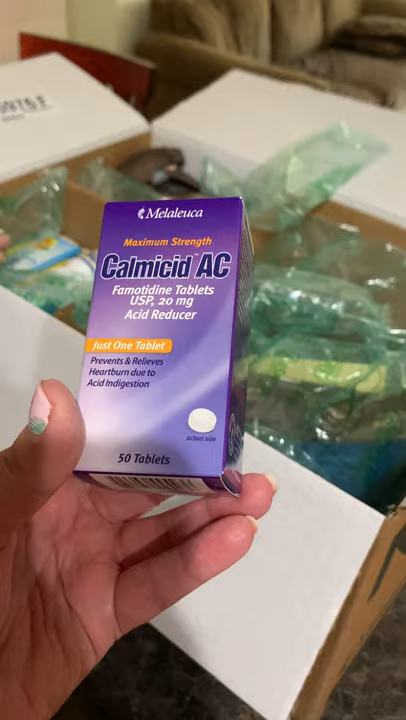 Melaleuca
Maximum Strength
Calmicid™ AC
Famotidine Tablets
USP, 20 mg
Acid Reducer
Just One Tablet
Prevents & Relieves
Heartburn due to
Acid Indigestion
actual size
50 Tablets